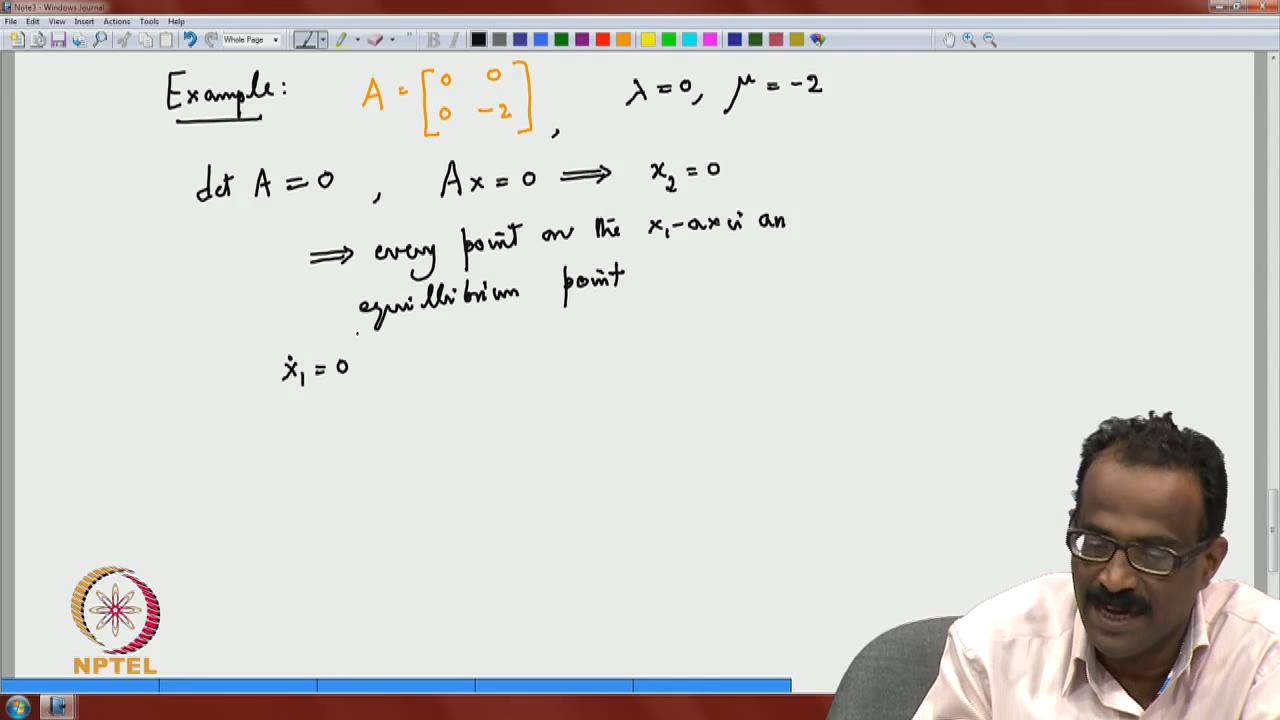 Note3 - Windows Journal
File Edit View Insert Actions Tools Help
Whole Page
B I
Example: A = [0 0; 0 -2], λ = 0, μ = -2
det A = 0, Ax = 0 ⟹ x₂ = 0
⟹ every point on the x₁-axis is an
equillibrium point
ẋ₁ = 0
NPTEL